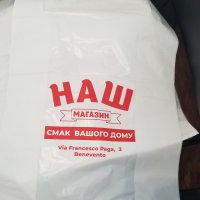 НАШ
МАГАЗИН
СМАК ВАШОГО ДОМУ
Via Francesco Paga, 3
Benevento